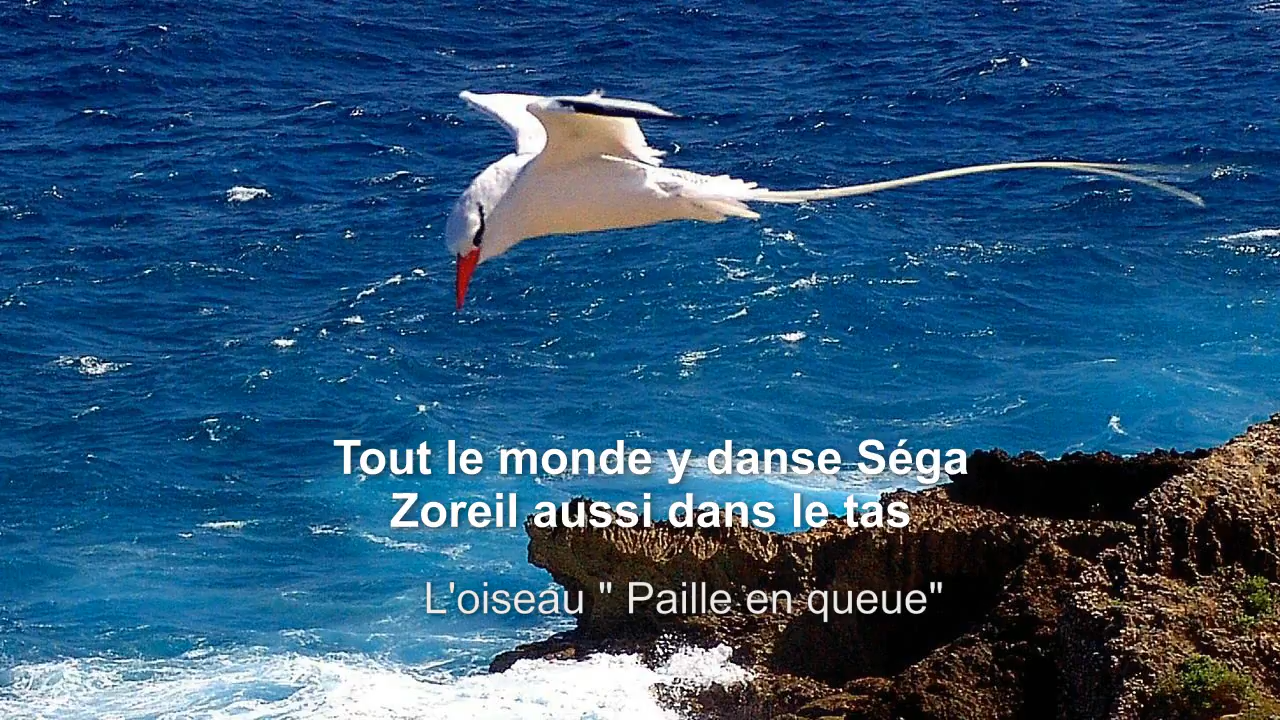 Tout le monde y danse Séga
Zoreil aussi dans le tas
L'oiseau " Paille en queue"